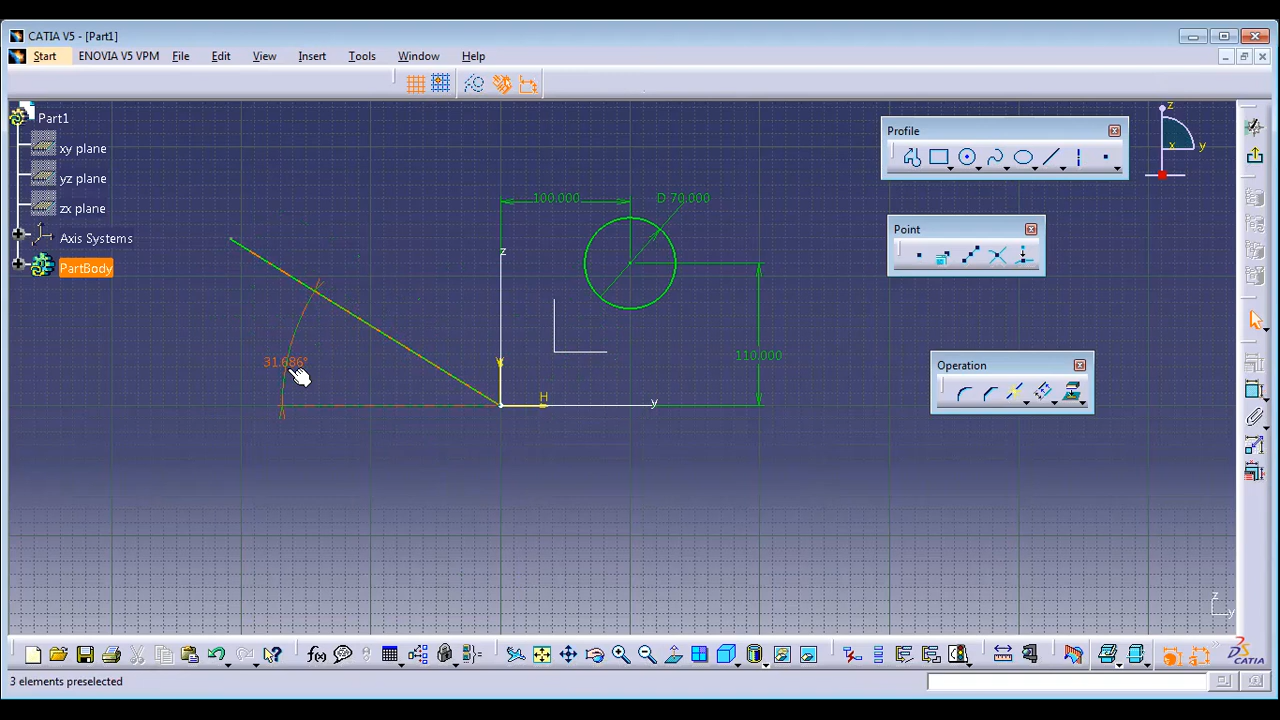 CATIA V5 - [Part1]
Start ENOVIA V5 VPM File Edit View Insert Tools Window Help
Part1
xy plane
yz plane
zx plane
Axis Systems
PartBody
Profile
Point
Operation
z
x
y
100.000
D 70.000
z
110.000
31.686°
V
H
y
z
y
f(x)
DS
CATIA
3 elements preselected